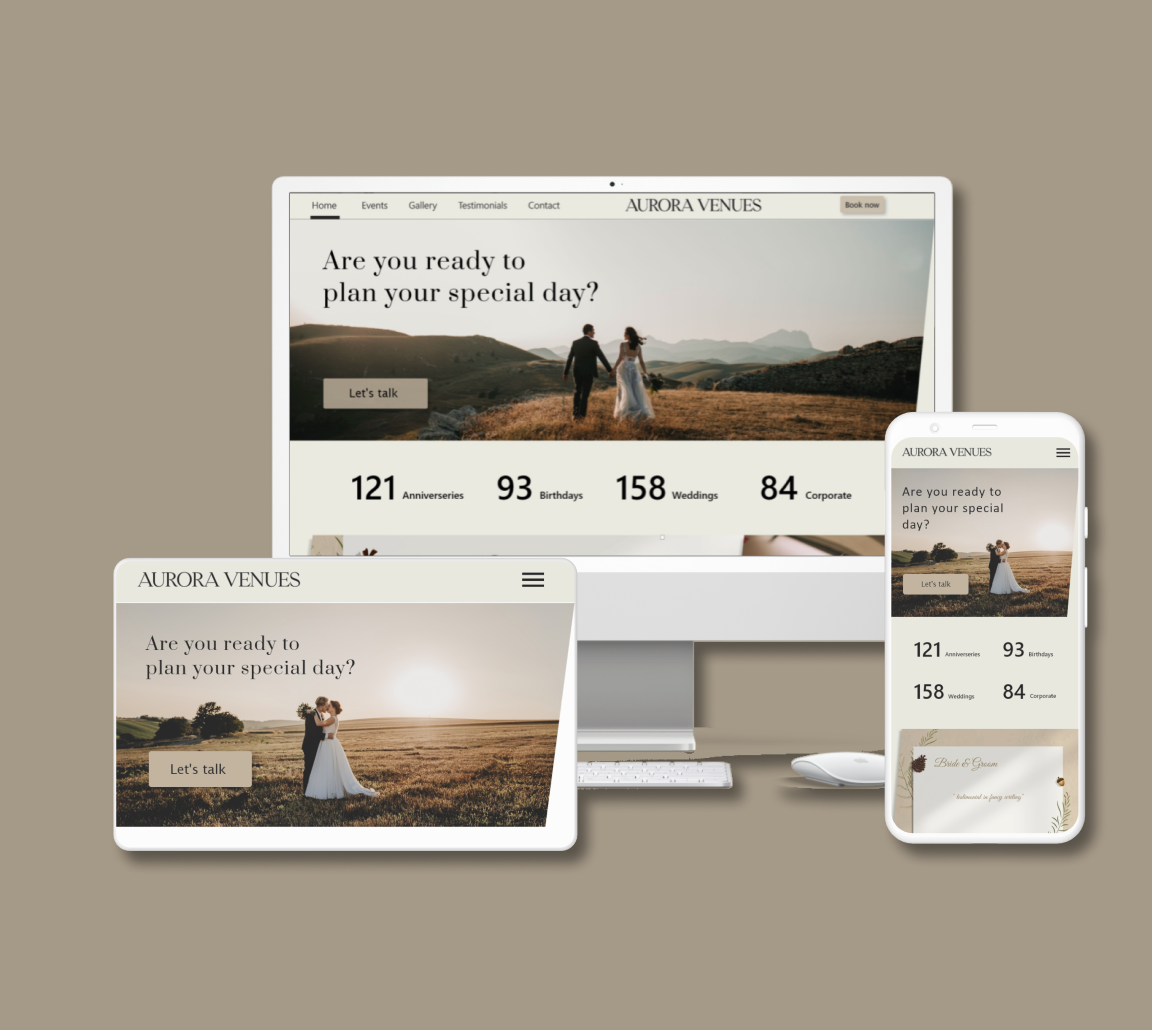 Home Events Gallery Testimonials Contact AURORA VENUES Book now
Are you ready to
plan your special day?
Let's talk
121 Anniverseries 93 Birthdays 158 Weddings 84 Corporate
AURORA VENUES
Are you ready to
plan your special day?
Let's talk
AURORA VENUES
Are you ready to
plan your special
day?
Let's talk
121 Anniverseries 93 Birthdays
158 Weddings 84 Corporate
Bride & Groom
"testimonial in fancy writing"